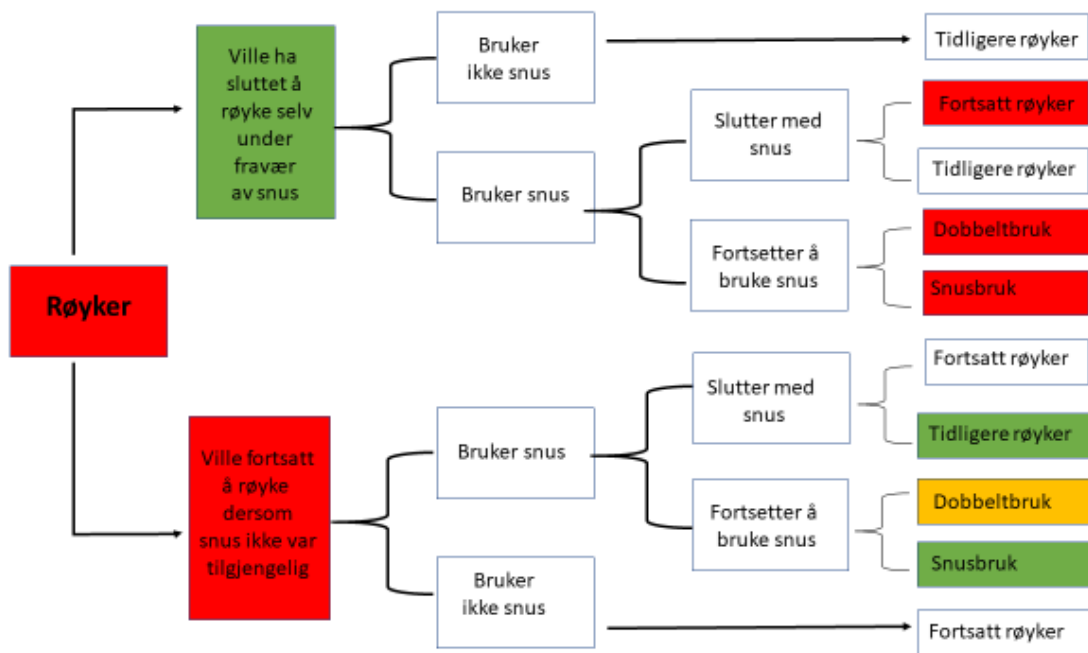 Ville ha
sluttet å
røyke selv
under
fravær
av snus
Bruker
ikke snus
Tidligere røyker
Bruker snus
Slutter med
snus
Fortsatt røyker
Tidligere røyker
Fortsetter å
bruke snus
Dobbeltbruk
Snusbruk
Røyker
Ville fortsatt
å røyke
dersom
snus ikke var
tilgjengelig
Bruker snus
Slutter med
snus
Fortsatt røyker
Tidligere røyker
Fortsetter å
bruke snus
Dobbeltbruk
Snusbruk
Bruker
ikke snus
Fortsatt røyker